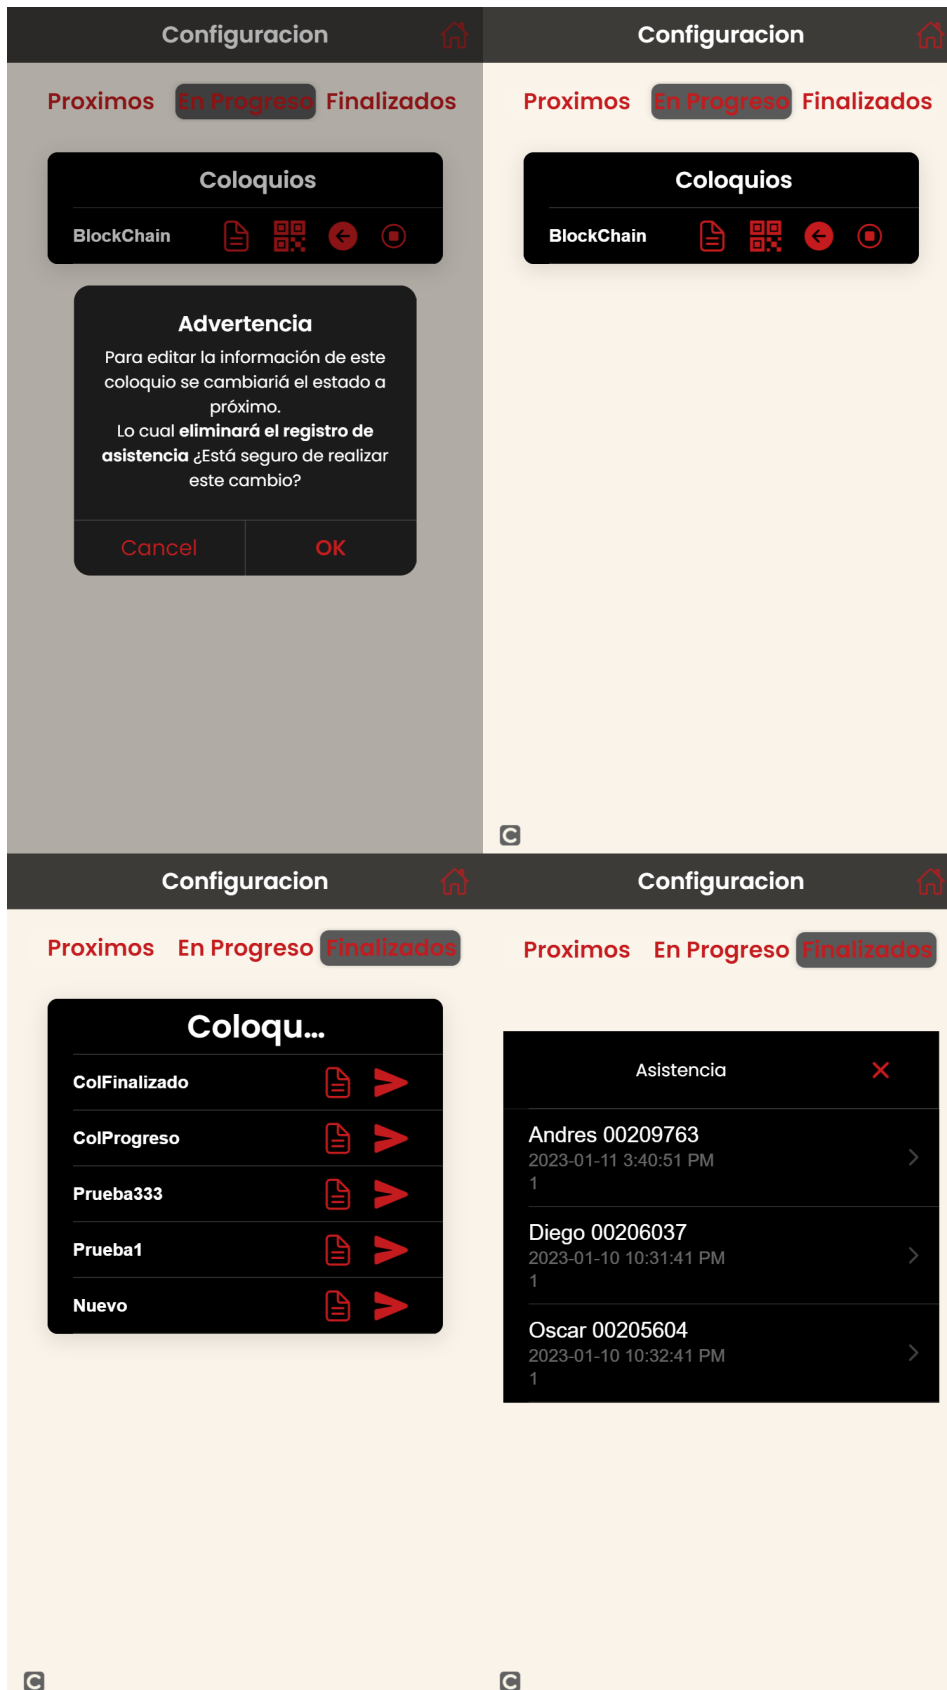 Configuracion
Proximos En Progreso Finalizados
Coloquios
BlockChain
Advertencia
Para editar la información de este
coloquio se cambiariá el estado a
próximo.
Lo cual eliminará el registro de
asistencia ¿Está seguro de realizar
este cambio?
Cancel OK
Configuracion
Proximos En Progreso Finalizados
Coloquios
BlockChain
C
Configuracion
Proximos En Progreso Finalizados
Coloqu...
ColFinalizado
ColProgreso
Prueba333
Prueba1
Nuevo
C
Configuracion
Proximos En Progreso Finalizados
Asistencia
Andres 00209763
2023-01-11 3:40:51 PM
1
Diego 00206037
2023-01-10 10:31:41 PM
1
Oscar 00205604
2023-01-10 10:32:41 PM
1
C